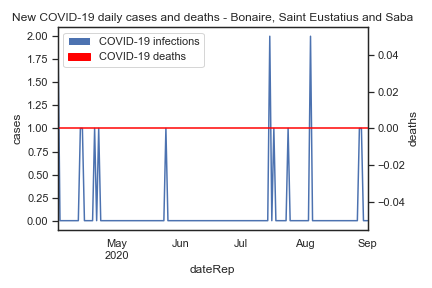 New COVID-19 daily cases and deaths - Bonaire, Saint Eustatius and Saba
COVID-19 infections
COVID-19 deaths
2.00
1.75
1.50
1.25
1.00
0.75
0.50
0.25
0.00
cases
0.04
0.02
0.00
−0.02
−0.04
deaths
May
2020
Jun
Jul
Aug
Sep
dateRep